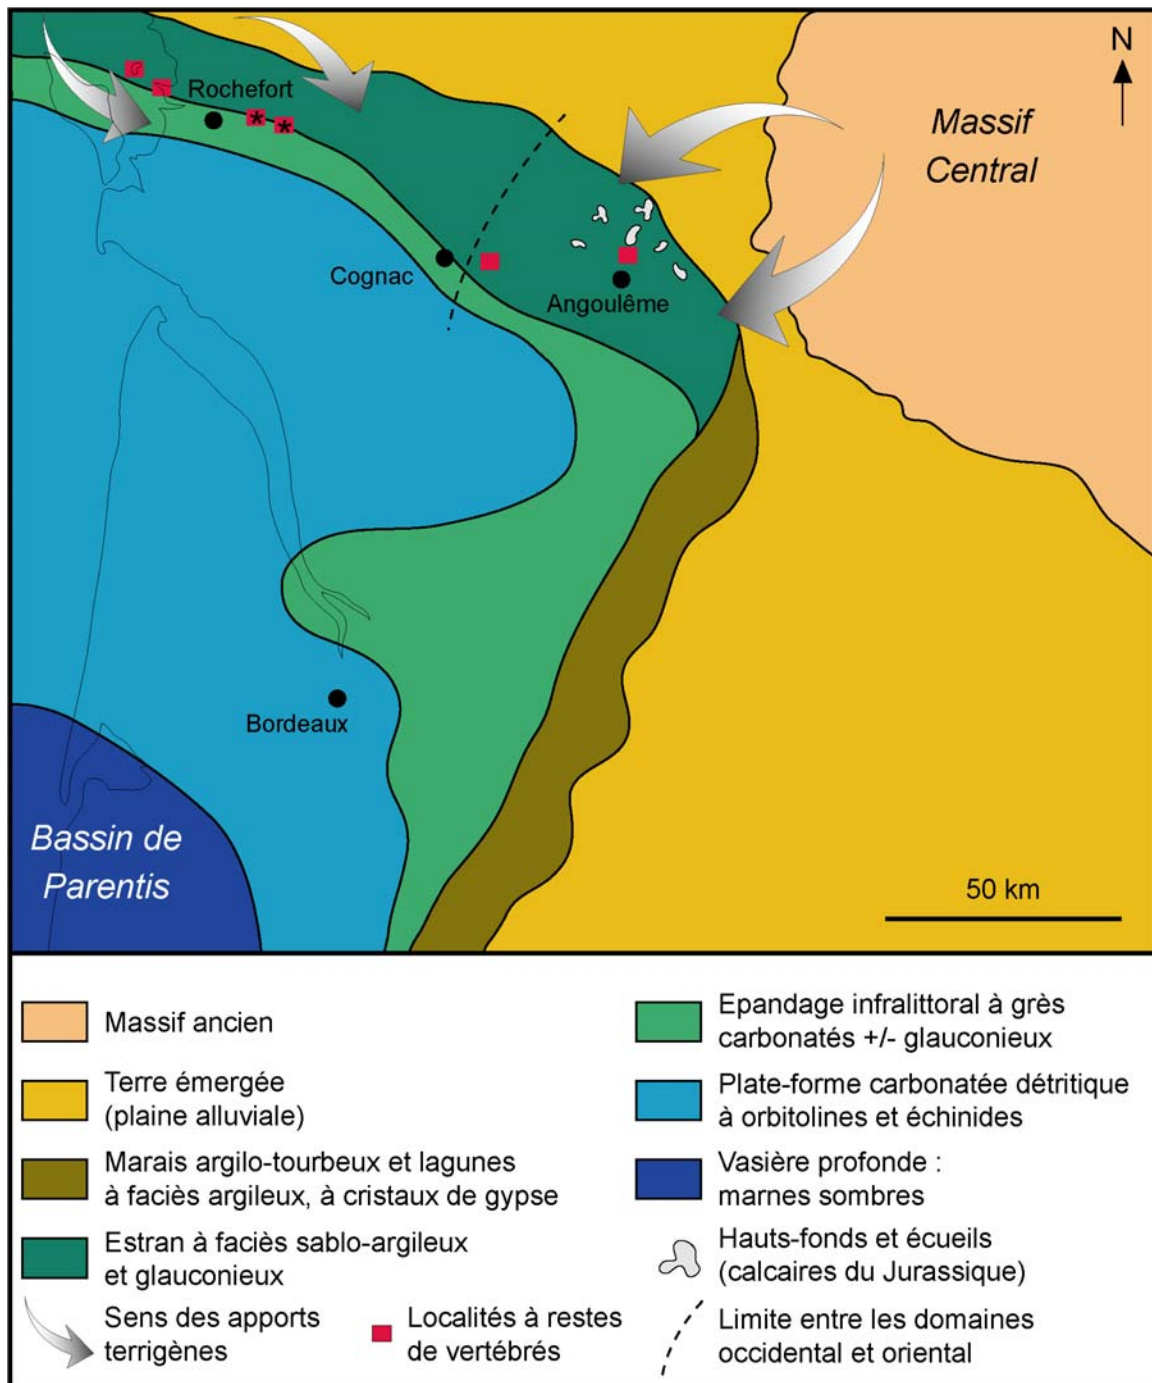 N
Massif
Central
Rochefort
*
*
Cognac
Angoulême
Bordeaux
Bassin de
Parentis
50 km
Massif ancien
Terre émergée
(plaine alluviale)
Marais argilo-tourbeux et lagunes
à faciès argileux, à cristaux de gypse
Estran à faciès sablo-argileux
et glauconieux
Sens des apports
terrigènes
Localités à restes
de vertébrés
Epandage infralittoral à grès
carbonatés +/- glauconieux
Plate-forme carbonatée détritique
à orbitolines et échinides
Vasière profonde :
marnes sombres
Hauts-fonds et écueils
(calcaires du Jurassique)
Limite entre les domaines
occidental et oriental